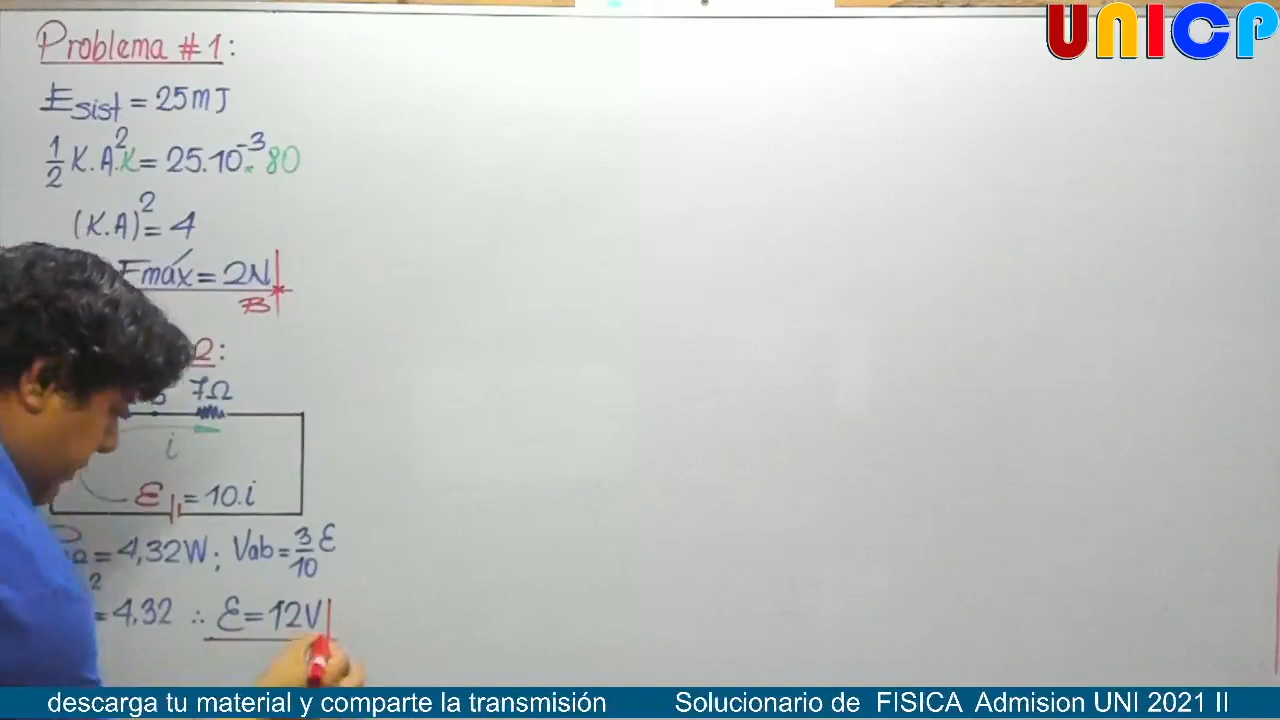 UNICP
Problema #1:
Esist = 25mJ
1/2 K.A².K = 25.10⁻³.80
(K.A)² = 4
Fmáx = 2N
B
2:
7Ω
i
ε = 10.i
= 4,32W; Vab = 3/10 ε
² = 4,32 ∴ ε = 12V
descarga tu material y comparte la transmisión
Solucionario de FISICA Admision UNI 2021 II